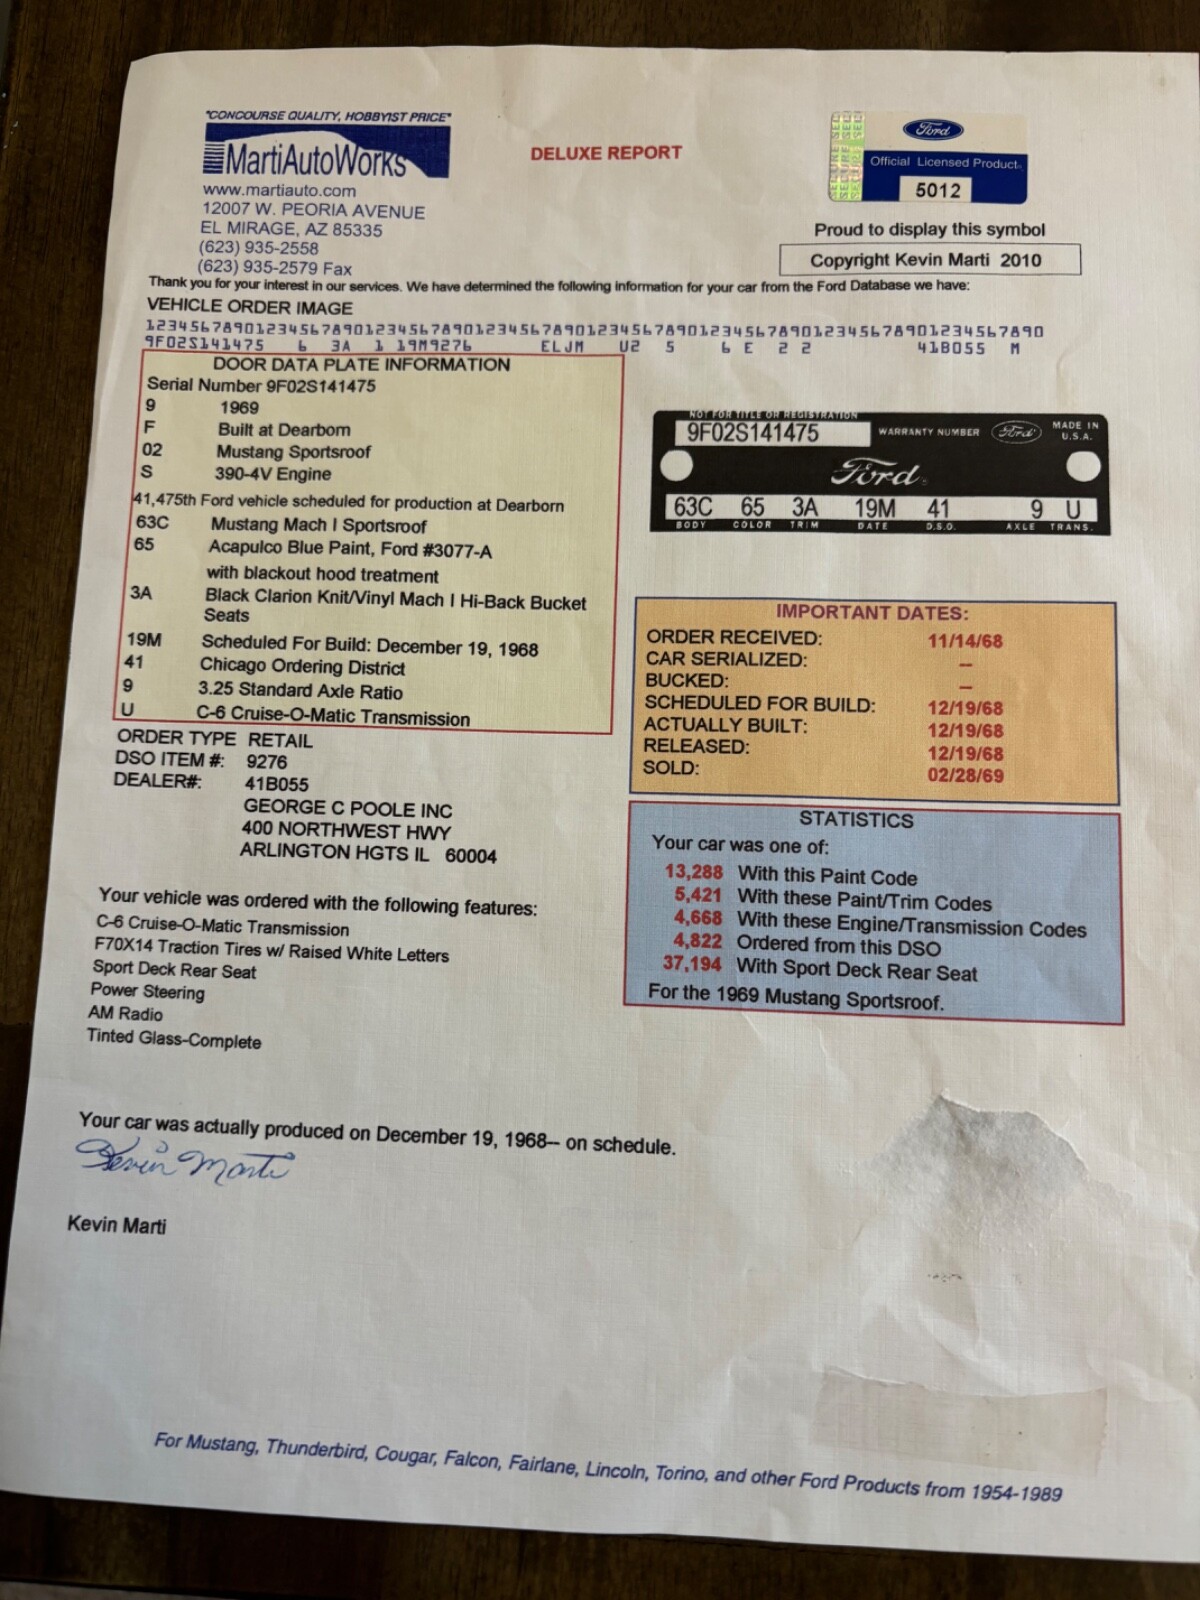 "CONCOURSE QUALITY, HOBBYIST PRICE"
MartiAutoWorks
www.martiauto.com
12007 W. PEORIA AVENUE
EL MIRAGE, AZ 85335
(623) 935-2558
(623) 935-2579 Fax
DELUXE REPORT
SECURE
Ford
Official Licensed Product
5012
Proud to display this symbol
Copyright Kevin Marti 2010
Thank you for your interest in our services. We have determined the following information for your car from the Ford Database we have:
VEHICLE ORDER IMAGE
12345678901234567890123456789012345678901234567890123456789012345678901234567890
9F02S141475 6 3A 1 19M9276 ELJM U2 5 6 E 2 2 41B055 M
DOOR DATA PLATE INFORMATION
Serial Number 9F02S141475
9 1969
F Built at Dearborn
02 Mustang Sportsroof
S 390-4V Engine
41,475th Ford vehicle scheduled for production at Dearborn
63C Mustang Mach I Sportsroof
65 Acapulco Blue Paint, Ford #3077-A
with blackout hood treatment
3A Black Clarion Knit/Vinyl Mach I Hi-Back Bucket
Seats
19M Scheduled For Build: December 19, 1968
41 Chicago Ordering District
9 3.25 Standard Axle Ratio
U C-6 Cruise-O-Matic Transmission
NOT FOR TITLE OR REGISTRATION
9F02S141475 WARRANTY NUMBER Ford MADE IN
U.S.A.
Ford
63C 65 3A 19M 41 9 U
BODY COLOR TRIM DATE D.S.O. AXLE TRANS.
ORDER TYPE RETAIL
DSO ITEM #: 9276
DEALER#: 41B055
GEORGE C POOLE INC
400 NORTHWEST HWY
ARLINGTON HGTS IL 60004
IMPORTANT DATES:
ORDER RECEIVED: 11/14/68
CAR SERIALIZED: --
BUCKED: --
SCHEDULED FOR BUILD: 12/19/68
ACTUALLY BUILT: 12/19/68
RELEASED: 12/19/68
SOLD: 02/28/69
STATISTICS
Your car was one of:
13,288 With this Paint Code
5,421 With these Paint/Trim Codes
4,668 With these Engine/Transmission Codes
4,822 Ordered from this DSO
37,194 With Sport Deck Rear Seat
For the 1969 Mustang Sportsroof.
Your vehicle was ordered with the following features:
C-6 Cruise-O-Matic Transmission
F70X14 Traction Tires w/ Raised White Letters
Sport Deck Rear Seat
Power Steering
AM Radio
Tinted Glass-Complete
Your car was actually produced on December 19, 1968-- on schedule.
Kevin Marti
Kevin Marti
For Mustang, Thunderbird, Cougar, Falcon, Fairlane, Lincoln, Torino, and other Ford Products from 1954-1989